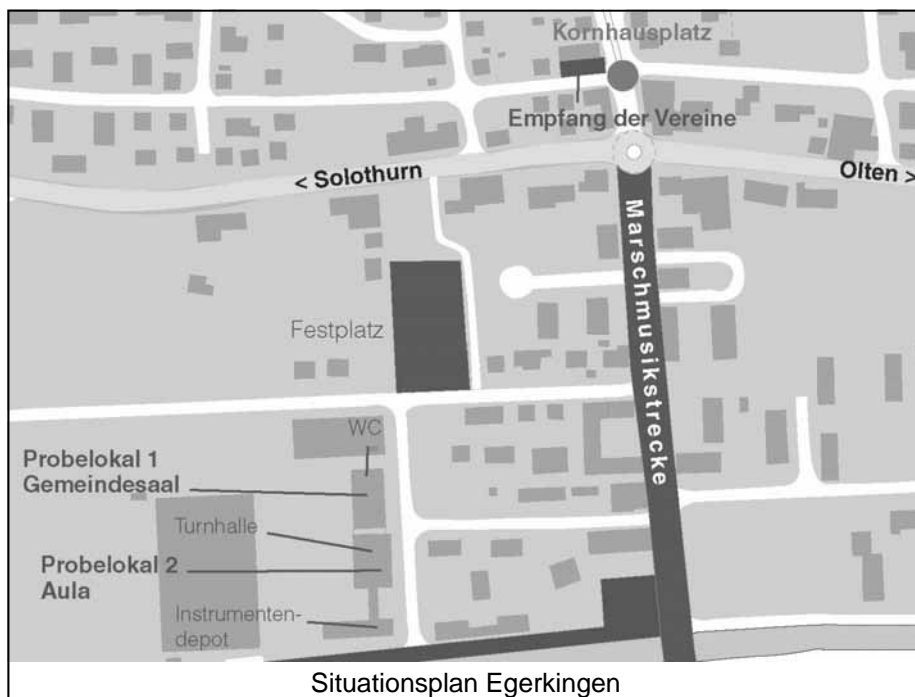 Kornhausplatz
Empfang der Vereine
< Solothurn
Olten >
Marschmusikstrecke
Festplatz
WC
Probelokal 1
Gemeindesaal
Turnhalle
Probelokal 2
Aula
Instrumenten-
depot
Situationsplan Egerkingen